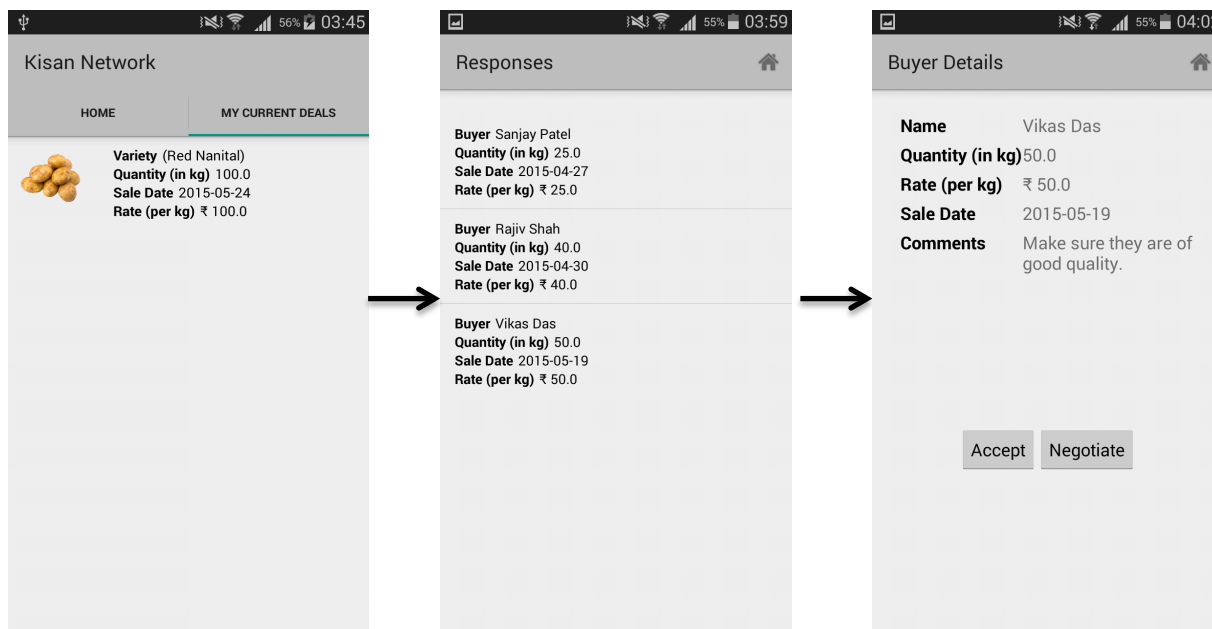 56% 03:45
Kisan Network
HOME MY CURRENT DEALS
Variety (Red Nanital)
Quantity (in kg) 100.0
Sale Date 2015-05-24
Rate (per kg) ₹ 100.0
55% 03:59
Responses
Buyer Sanjay Patel
Quantity (in kg) 25.0
Sale Date 2015-04-27
Rate (per kg) ₹ 25.0
Buyer Rajiv Shah
Quantity (in kg) 40.0
Sale Date 2015-04-30
Rate (per kg) ₹ 40.0
Buyer Vikas Das
Quantity (in kg) 50.0
Sale Date 2015-05-19
Rate (per kg) ₹ 50.0
55%
Buyer Details
Name Vikas Das
Quantity (in kg) 50.0
Rate (per kg) ₹ 50.0
Sale Date 2015-05-19
Comments Make sure they are of
good quality.
Accept Negotiate